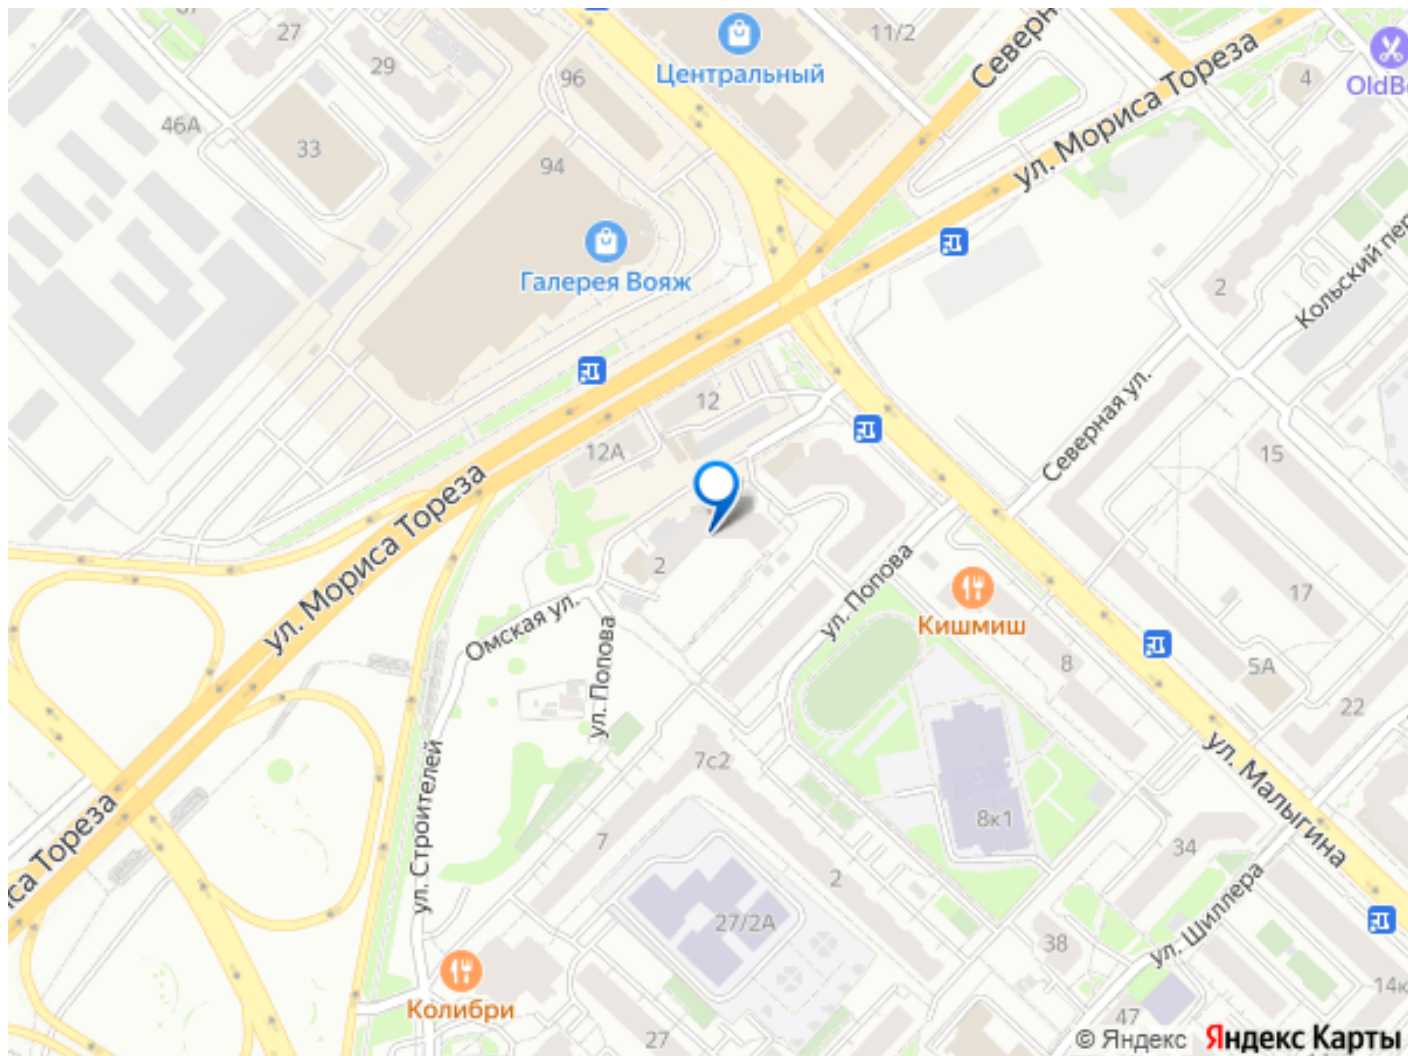 27
29
96
Центральный
11/2
Северн
4
OldB
46А
33
94
ул. Мориса Тореза
Галерея Вояж
2
Кольский пер
12
12А
Северная ул.
15
ул. Мориса Тореза
2
ул. Попова
17
Кишмиш
Омская ул.
ул. Попова
8
5А
22
7с2
ул. Малыгина
са Тореза
ул. Строителей
7
8к1
34
2
27/2А
ул. Шиллера
38
Колибри
14к
47
27
© Яндекс Яндекс Карты